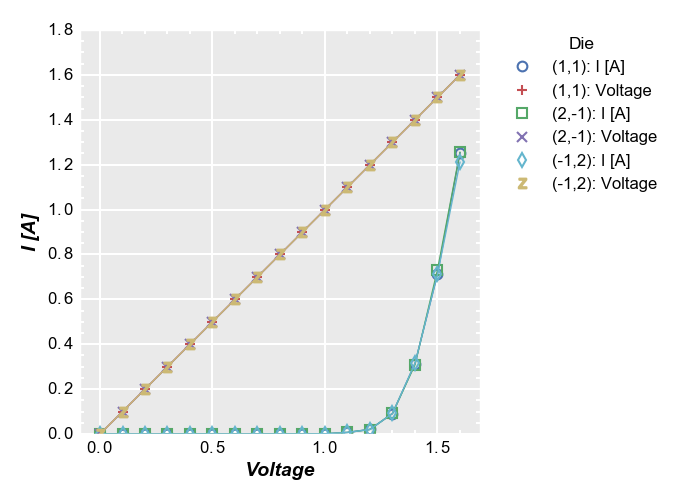 1.8
1.6
1.4
1.2
1.0
0.8
0.6
0.4
0.2
0.0
I [A]
0.0 0.5 1.0 1.5
Voltage
Die
(1,1): I [A]
(1,1): Voltage
(2,-1): I [A]
(2,-1): Voltage
(-1,2): I [A]
(-1,2): Voltage